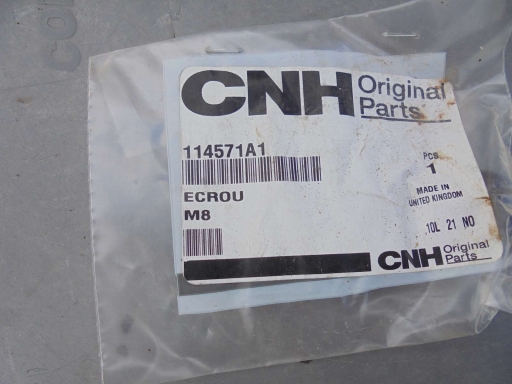 CNH Original Parts
114571A1
PCS
1
ECROU
M8
MADE IN
UNITED KINGDOM
10L 21 NO
CNH Original Parts